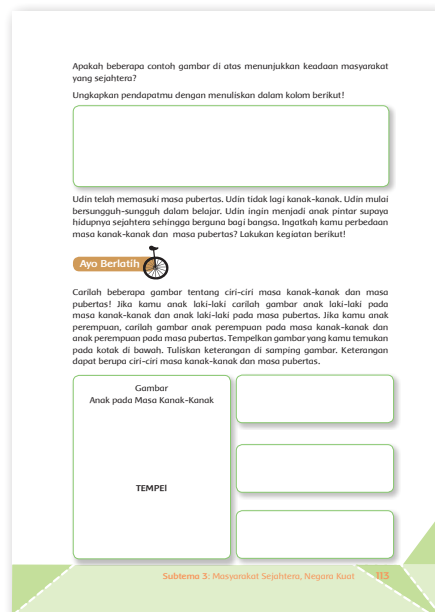 Apakah beberapa contoh gambar di atas menunjukkan keadaan masyarakat
yang sejahtera?
Ungkapkan pendapatmu dengan menuliskan dalam kolom berikut!
Udin telah memasuki masa pubertas. Udin tidak lagi kanak-kanak. Udin mulai
bersungguh-sungguh dalam belajar. Udin ingin menjadi anak pintar supaya
hidupnya sejahtera sehingga berguna bagi bangsa. Ingatkah kamu perbedaan
masa kanak-kanak dan masa pubertas? Lakukan kegiatan berikut!
Ayo Berlatih
Carilah beberapa gambar tentang ciri-ciri masa kanak-kanak dan masa
pubertas! Jika kamu anak laki-laki carilah gambar anak laki-laki pada
masa kanak-kanak dan anak laki-laki pada masa pubertas. Jika kamu anak
perempuan, carilah gambar anak perempuan pada masa kanak-kanak dan
anak perempuan pada masa pubertas. Tempelkan gambar yang kamu temukan
pada kotak di bawah. Tuliskan keterangan di samping gambar. Keterangan
dapat berupa ciri-ciri masa kanak-kanak dan masa pubertas.
Gambar
Anak pada Masa Kanak-Kanak
TEMPEl
Subtema 3: Masyarakat Sejahtera, Negara Kuat 113